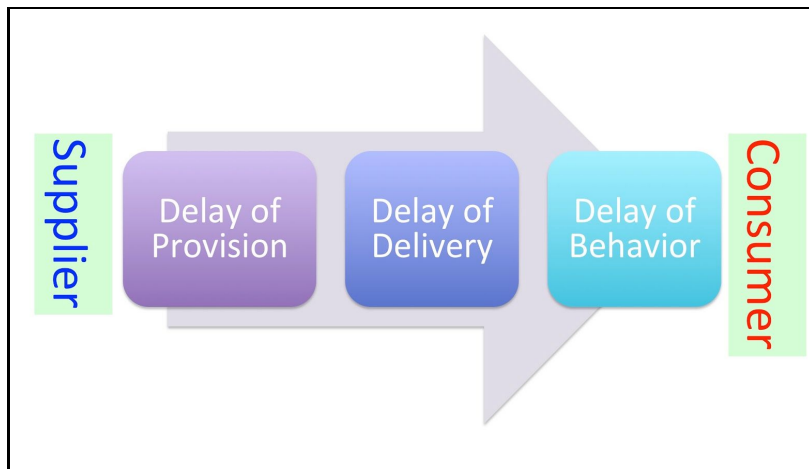 Supplier
Delay of
Provision
Delay of
Delivery
Delay of
Behavior
Consumer